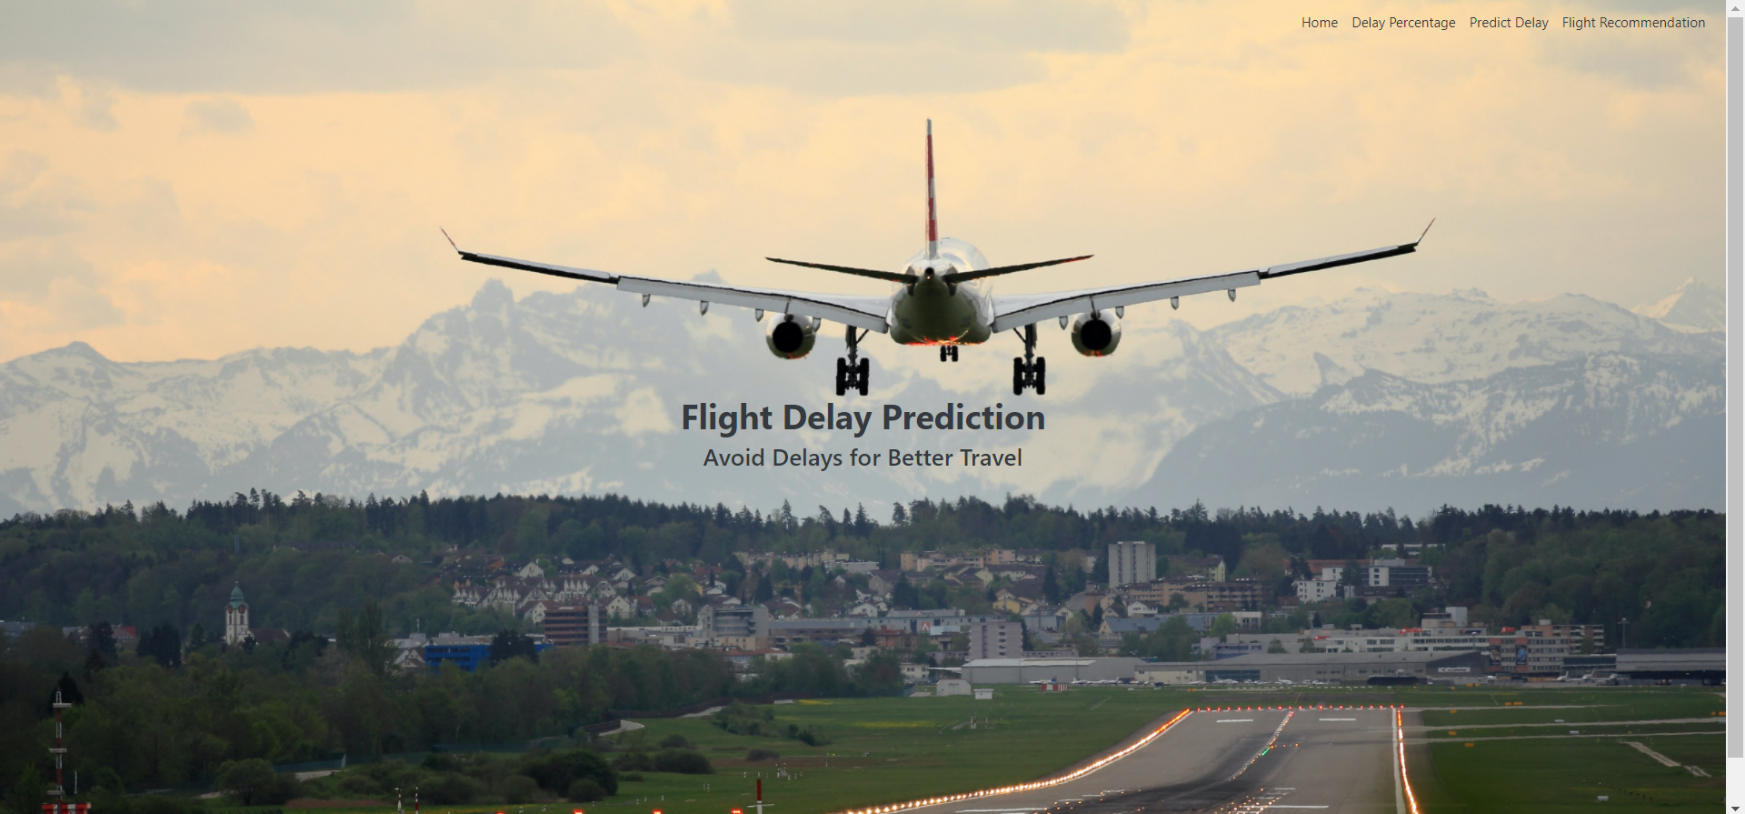 Home Delay Percentage Predict Delay Flight Recommendation
Flight Delay Prediction
Avoid Delays for Better Travel